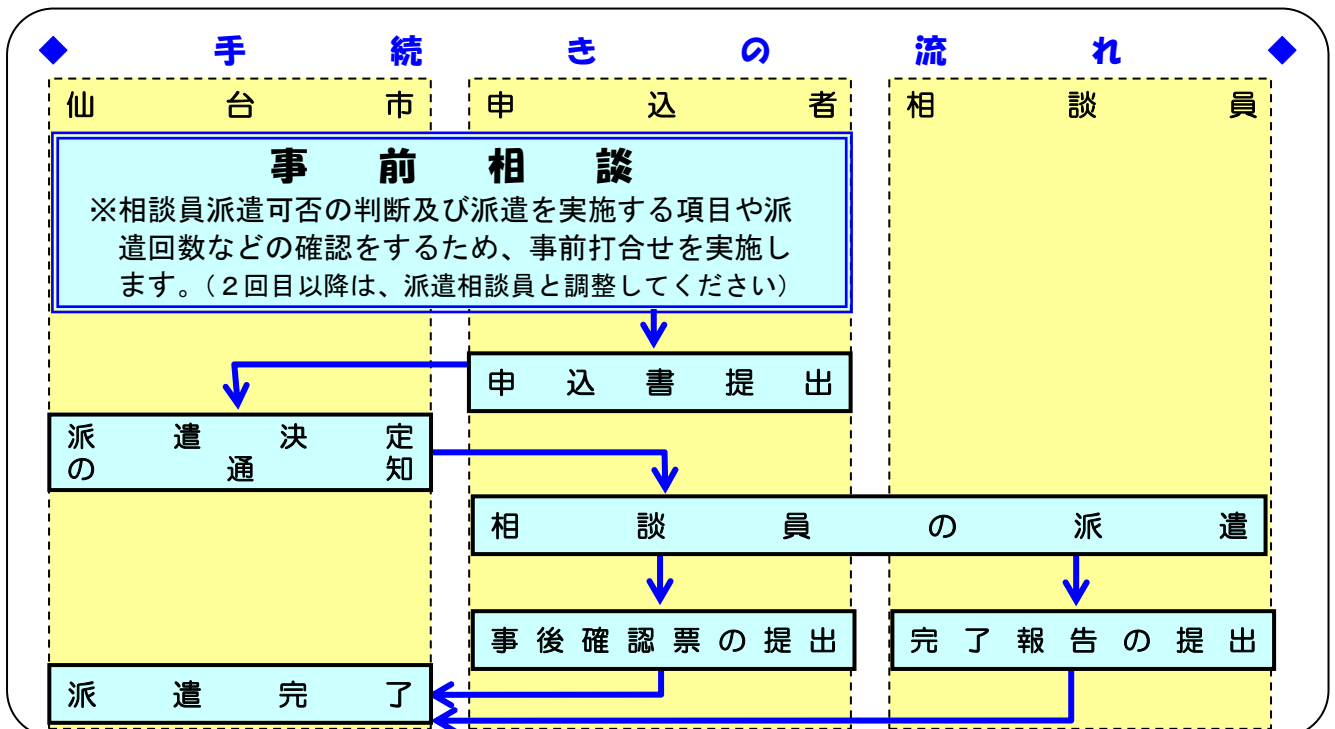 ◆手続きの流れ◆
仙台市
申込者
相談員
事前相談
※相談員派遣可否の判断及び派遣を実施する項目や派
遣回数などの確認をするため、事前打合せを実施し
ます。（２回目以降は、派遣相談員と調整してください）
申込書提出
派遣決定
の通知
相談員の派遣
事後確認票の提出
完了報告の提出
派遣完了